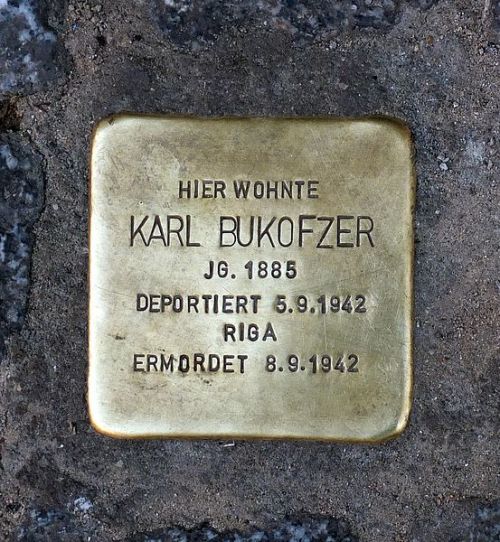 HIER WOHNTE
KARL BUKOFZER
JG. 1885
DEPORTIERT 5.9.1942
RIGA
ERMORDET 8.9.1942